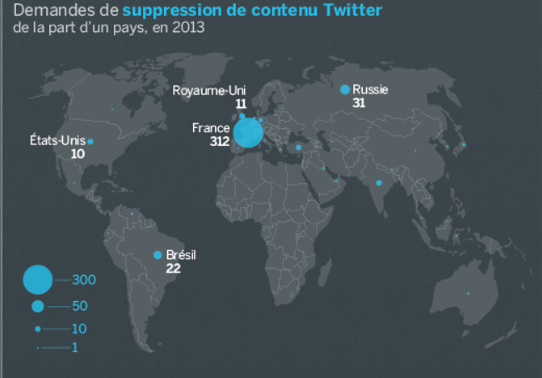 Demandes de suppression de contenu Twitter
de la part d'un pays, en 2013
Royaume-Uni
11
Russie
31
France
312
États-Unis
10
Brésil
22
300
50
10
1